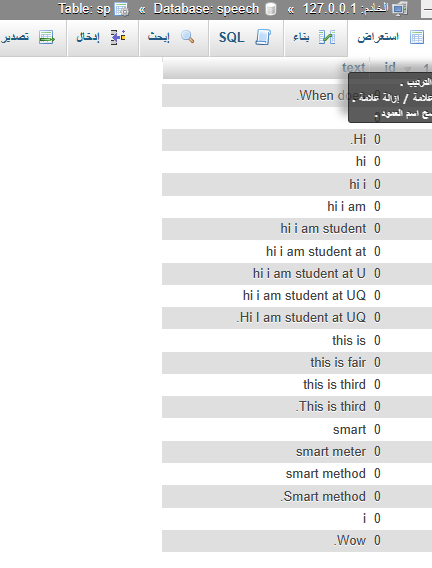 الخادم: 127.0.0.1 » Database: speech » Table: sp
استعراض بناء SQL إبحث إدخال تصدير
id text
الترتيب .
علامة / إزالة علامة .
اسم العمود .
When does.
0 Hi.
0 hi
0 hi i
0 hi i am
0 hi i am student
0 hi i am student at
0 hi i am student at U
0 hi i am student at UQ
0 Hi I am student at UQ.
0 this is
0 this is fair
0 this is third
0 This is third.
0 smart
0 smart meter
0 smart method
0 Smart method.
0 i
0 Wow.